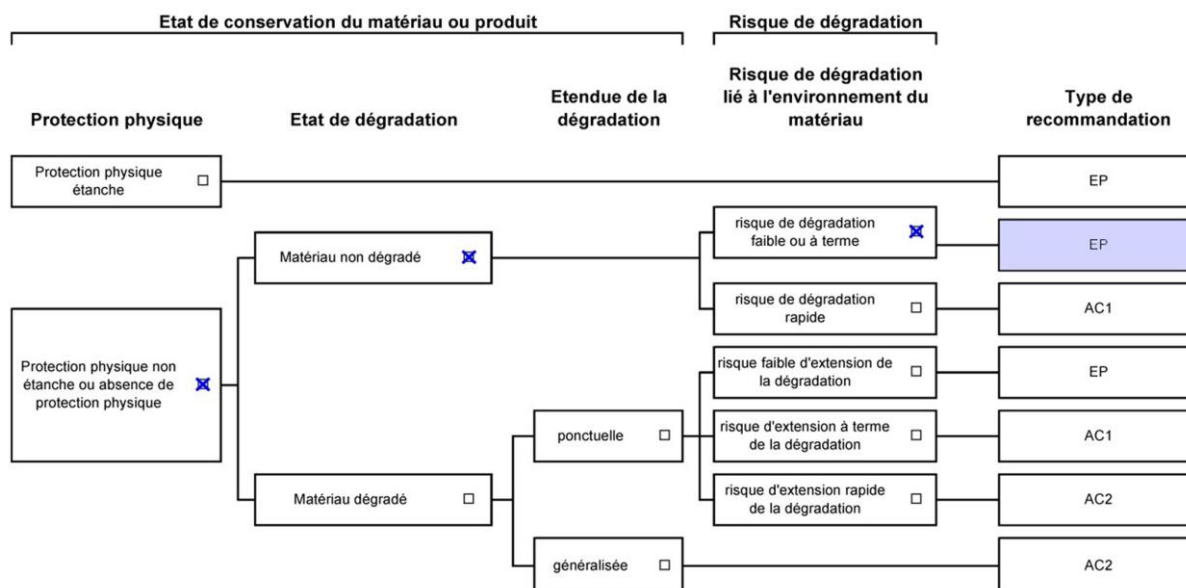 Etat de conservation du matériau ou produit
Risque de dégradation
Protection physique
Etat de dégradation
Etendue de la
dégradation
Risque de dégradation
lié à l'environnement du
matériau
Type de
recommandation
Protection physique
étanche
EP
risque de dégradation
faible ou à terme
EP
Matériau non dégradé
risque de dégradation
rapide
AC1
Protection physique non
étanche ou absence de
protection physique
risque faible d'extension de
la dégradation
EP
ponctuelle
risque d'extension à terme
de la dégradation
AC1
Matériau dégradé
risque d'extension rapide
de la dégradation
AC2
généralisée
AC2